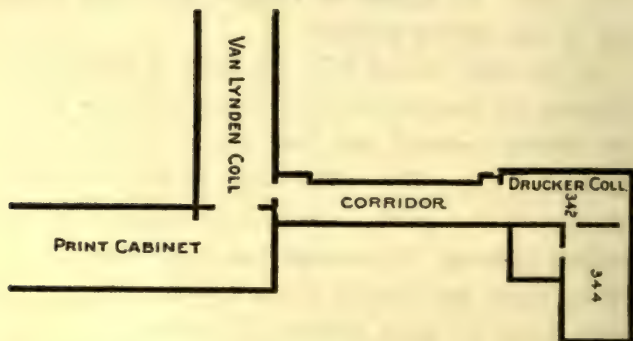 VAN LYNDEN COLL
DRUCKER COLL.
342
CORRIDOR
PRINT CABINET
344